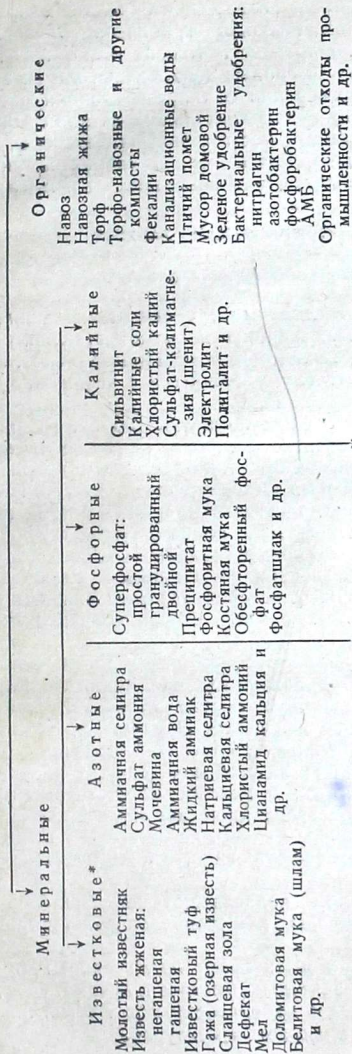 Минеральные
Органические
Известковые*
Молотый известняк
Известь жженая:
негашеная
гашеная
Известковый туф
Гажа (озерная известь)
Сланцевая зола
Дефекат
Мел
Доломитовая мука
Белитовая мука (шлам)
и др.
Азотные
Аммиачная селитра
Сульфат аммония
Мочевина
Аммиачная вода
Жидкий аммиак
Натриевая селитра
Кальциевая селитра
Хлористый аммоний
Цианамид кальция и
др.
Фосфорные
Суперфосфат:
простой
гранулированный
двойной
Преципитат
Фосфоритная мука
Костяная мука
Обесфторенный фос-
фат
Фосфатшлак и др.
Калийные
Сильвинит
Калийные соли
Хлористый калий
Сульфат-калимагне-
зия (шенит)
Электролит
Полигалит и др.
Навоз
Навозная жижа
Торф
Торфо-навозные и другие
компосты
Фекалии
Канализационные воды
Птичий помет
Мусор домовой
Зеленое удобрение
Бактериальные удобрения:
нитрагин
азотобактерин
фосфоробактерин
АМБ
Органические отходы про-
мышленности и др.